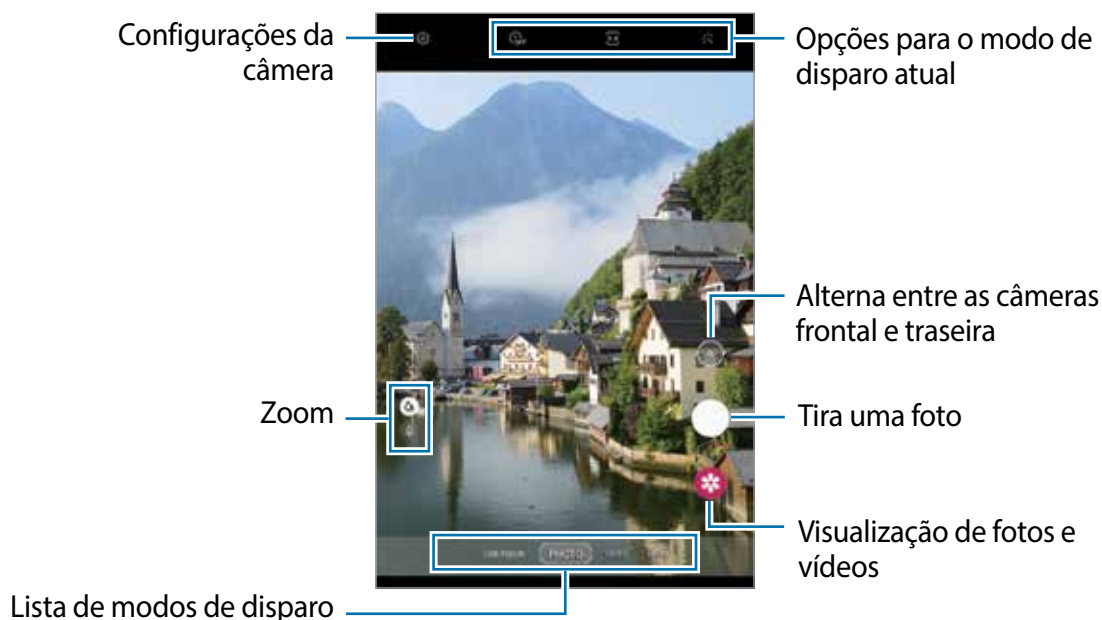 Configurações da
câmera
Opções para o modo de
disparo atual
Alterna entre as câmeras
frontal e traseira
Zoom
Tira uma foto
PHOTO
Visualização de fotos e
vídeos
Lista de modos de disparo